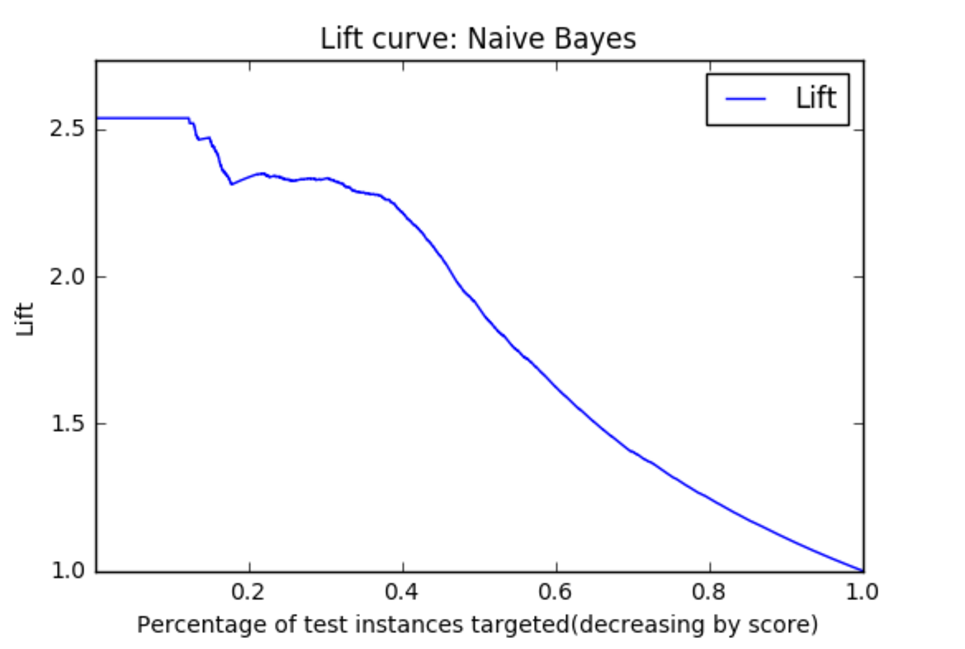 Lift curve: Naive Bayes
Lift
2.5
2.0
1.5
1.0
Lift
0.2 0.4 0.6 0.8 1.0
Percentage of test instances targeted(decreasing by score)